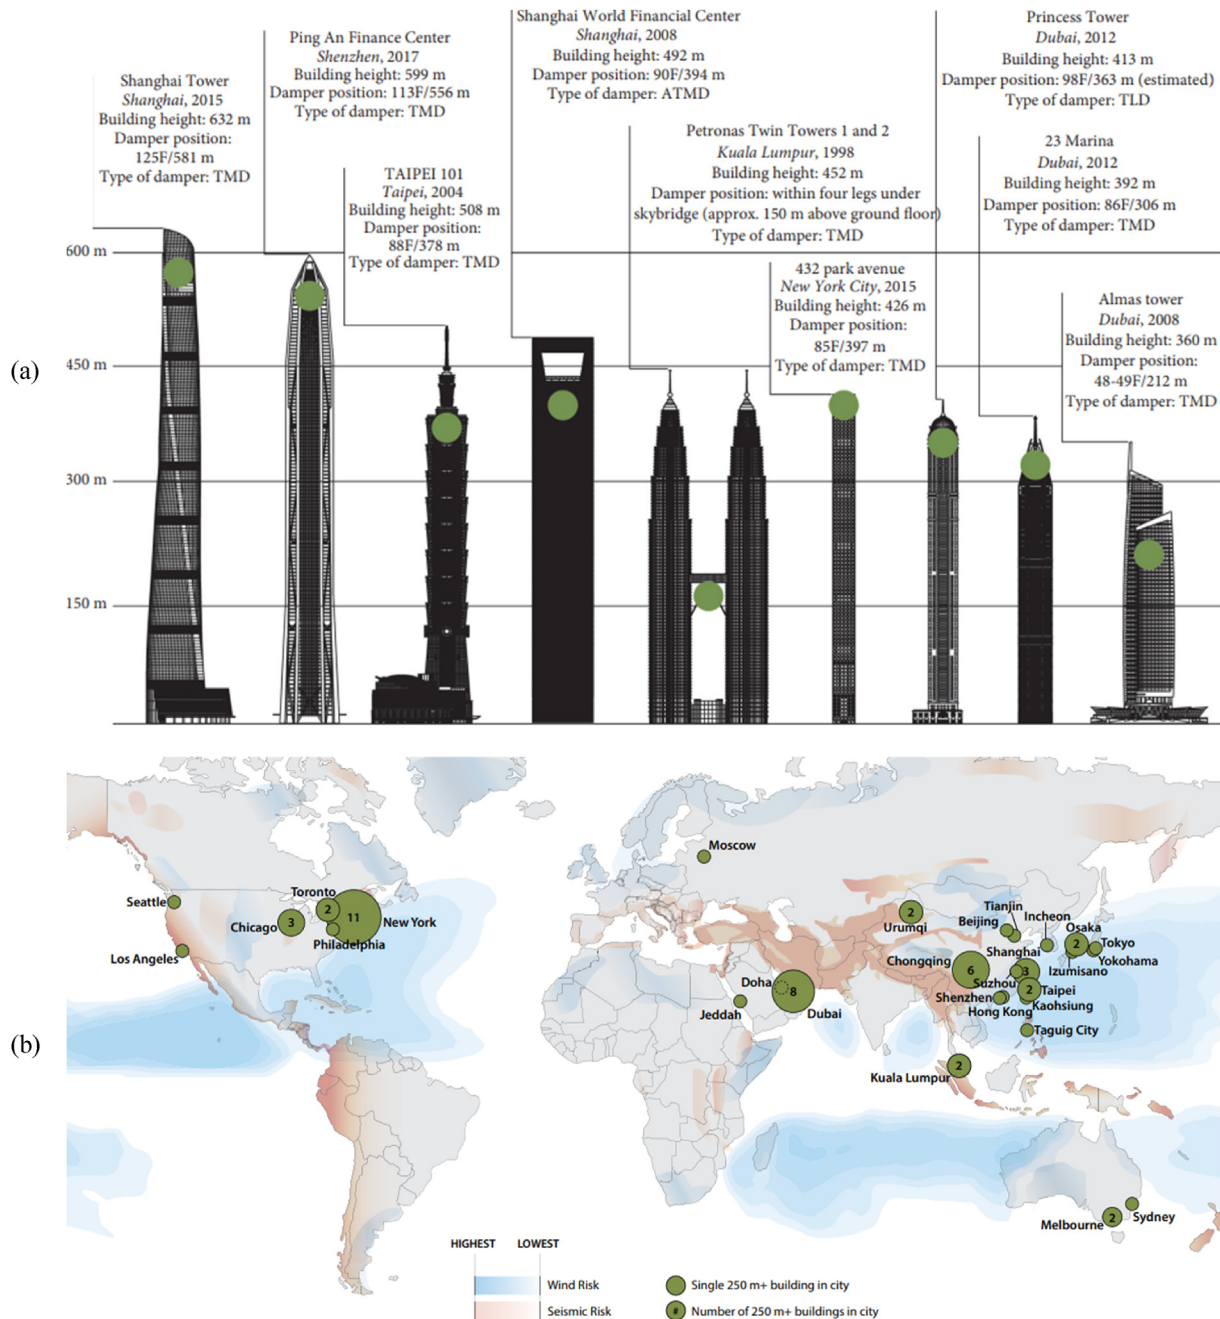 Shanghai Tower
Shanghai, 2015
Building height: 632 m
Damper position:
125F/581 m
Type of damper: TMD
Ping An Finance Center
Shenzhen, 2017
Building height: 599 m
Damper position: 113F/556 m
Type of damper: TMD
TAIPEI 101
Taipei, 2004
Building height: 508 m
Damper position:
88F/378 m
Type of damper: TMD
Shanghai World Financial Center
Shanghai, 2008
Building height: 492 m
Damper position: 90F/394 m
Type of damper: ATMD
Petronas Twin Towers 1 and 2
Kuala Lumpur, 1998
Building height: 452 m
Damper position: within four legs under
skybridge (approx. 150 m above ground floor)
Type of damper: TMD
432 park avenue
New York City, 2015
Building height: 426 m
Damper position:
85F/397 m
Type of damper: TMD
Princess Tower
Dubai, 2012
Building height: 413 m
Damper position: 98F/363 m (estimated)
Type of damper: TLD
23 Marina
Dubai, 2012
Building height: 392 m
Damper position: 86F/306 m
Type of damper: TMD
Almas tower
Dubai, 2008
Building height: 360 m
Damper position:
48-49F/212 m
Type of damper: TMD
600 m
450 m
300 m
150 m
(a)
Moscow
Seattle
Toronto
2
11
New York
Chicago
3
Philadelphia
Los Angeles
2
Urumqi
Tianjin
Beijing
Incheon
Osaka
2
Tokyo
Yokohama
Izumisano
Shanghai
3
Chongqing
6
Suzhou
2
Taipei
Kaohsiung
Shenzhen
Hong Kong
Doha
8
Dubai
Jeddah
Taguig City
2
Kuala Lumpur
Melbourne
2
Sydney
(b)
HIGHEST LOWEST
Wind Risk
Seismic Risk
Single 250 m+ building in city
# Number of 250 m+ buildings in city